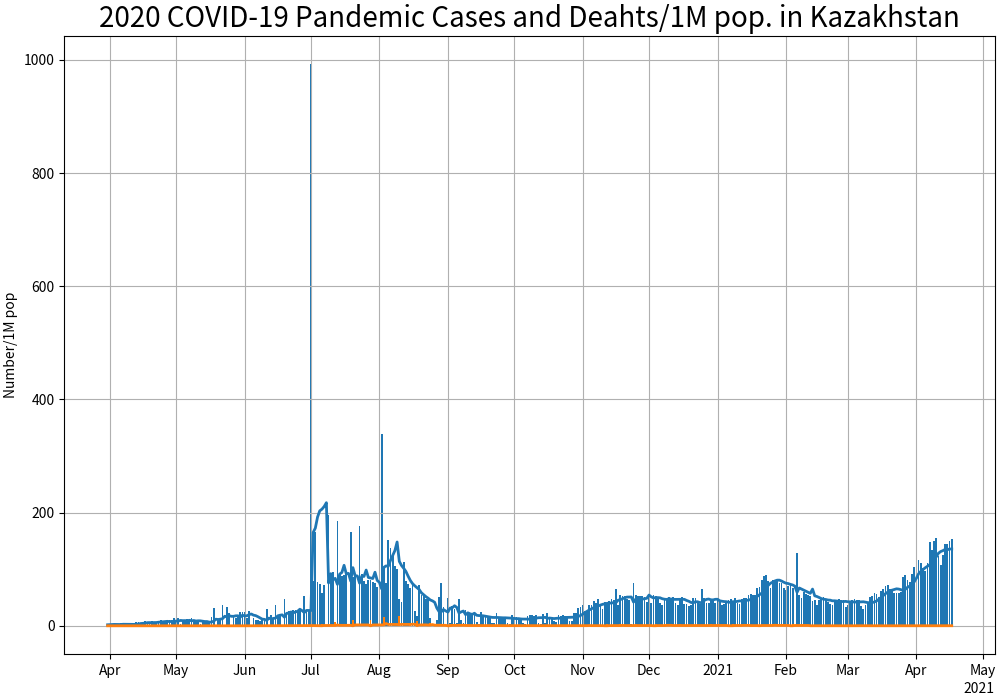 2020 COVID-19 Pandemic Cases and Deahts/1M pop. in Kazakhstan
Number/1M pop
1000
800
600
400
200
0
Apr May Jun Jul Aug Sep Oct Nov Dec 2021 Feb Mar Apr May
2021